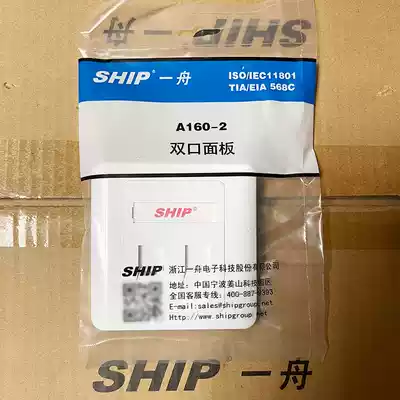 SHIP
SHIP 一舟
ISO/IEC11801
TIA/EIA 568C
A160-2
双口面板
SHIP
SHIP
浙江一舟电子科技股份有限公司
地址: 中国宁波姜山科技园区
全国客服专线: 400-887-9393
E-mail:sales@shipgroup.net
Http://www.shipgroup.net
SHIP 一舟